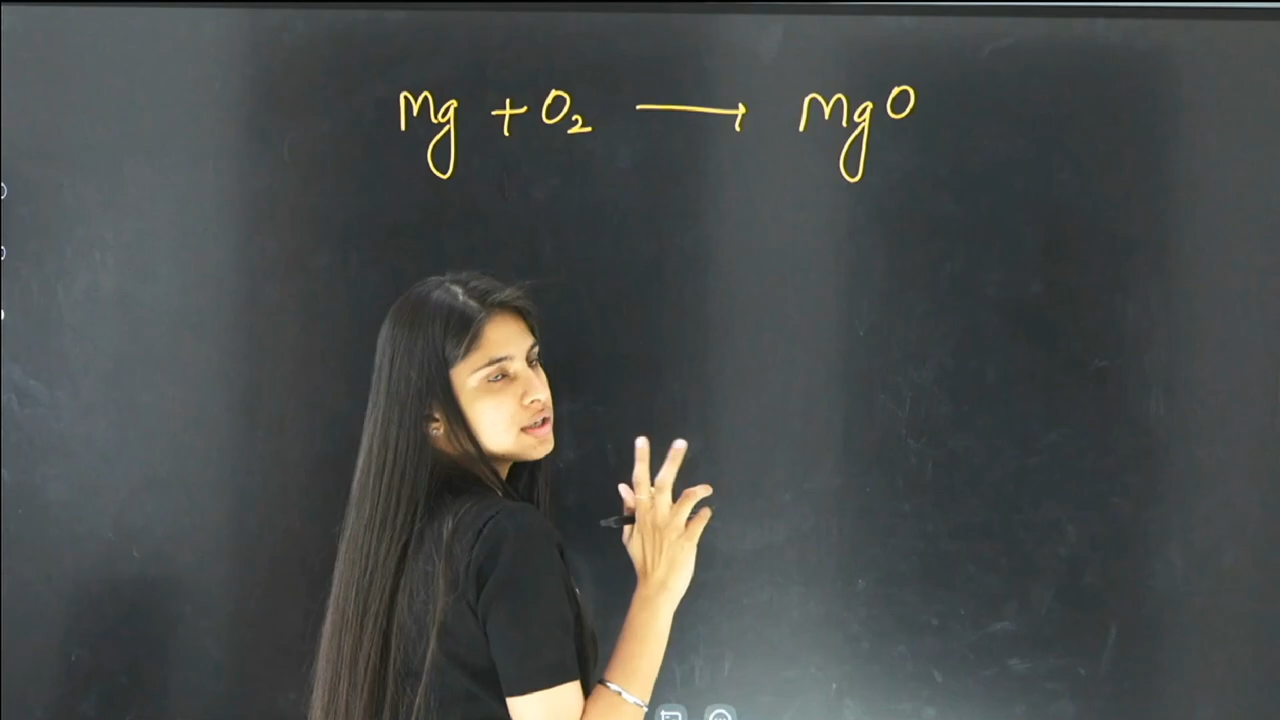 Mg + O₂ ⟶ MgO